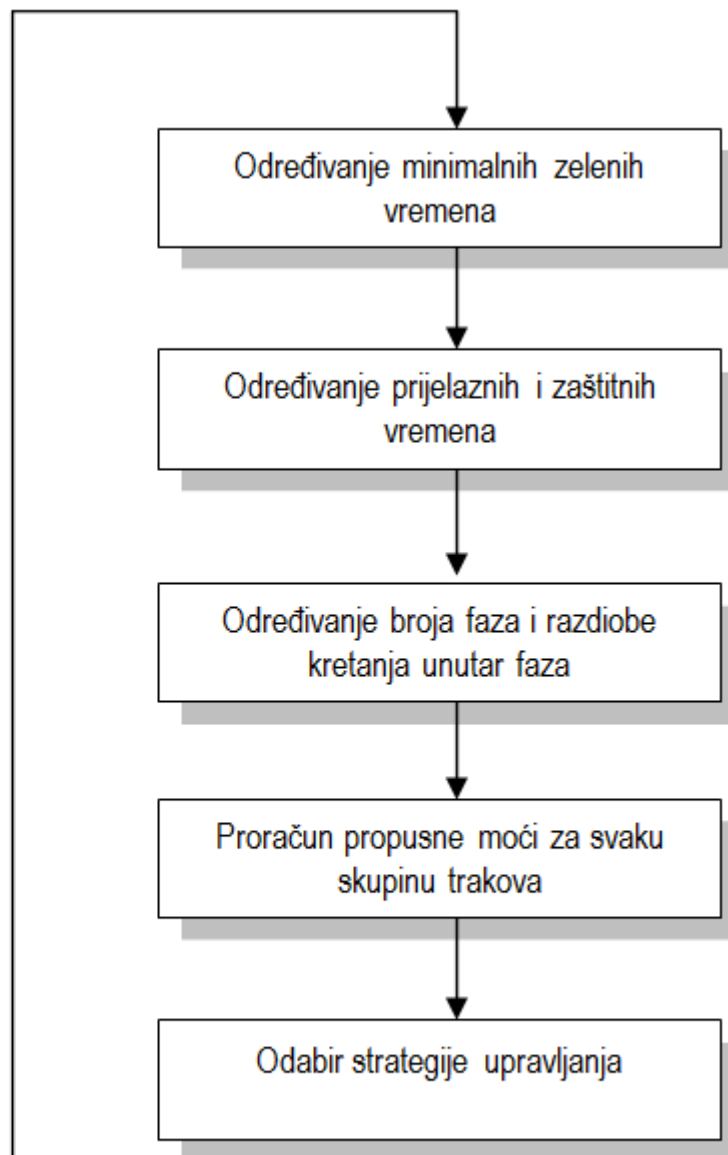 Određivanje minimalnih zelenih
vremena
Određivanje prijelaznih i zaštitnih
vremena
Određivanje broja faza i razdiobe
kretanja unutar faza
Proračun propusne moći za svaku
skupinu trakova
Odabir strategije upravljanja